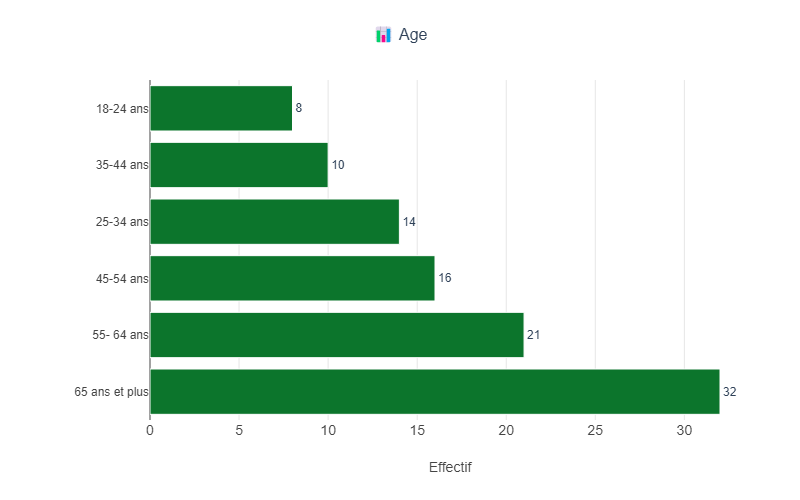 📊 Age
18-24 ans 8
35-44 ans 10
25-34 ans 14
45-54 ans 16
55- 64 ans 21
65 ans et plus 32
0 5 10 15 20 25 30
Effectif